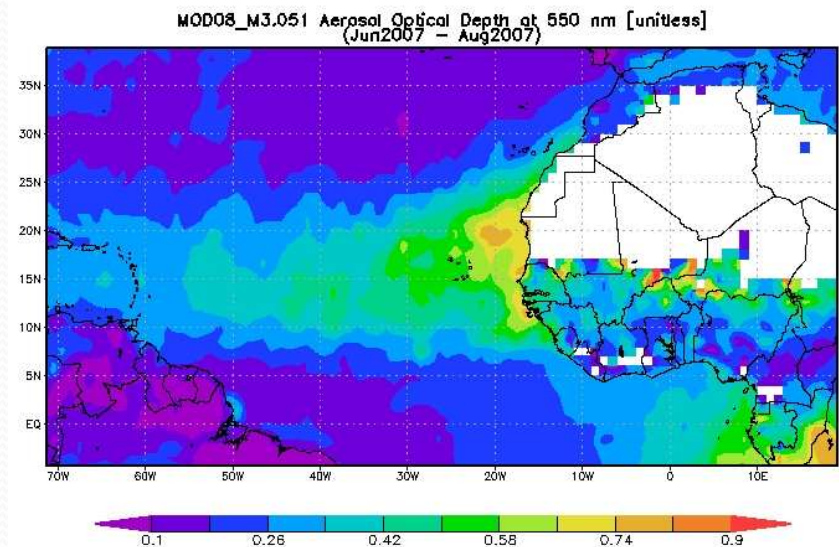 MOD08_M3.051 Aerosol Optical Depth at 550 nm [unitless]
(Jun2007 - Aug2007)
35N
30N
25N
20N
15N
10N
5N
EQ
70W 60W 50W 40W 30W 20W 10W 0 10E
0.1 0.26 0.42 0.58 0.74 0.9